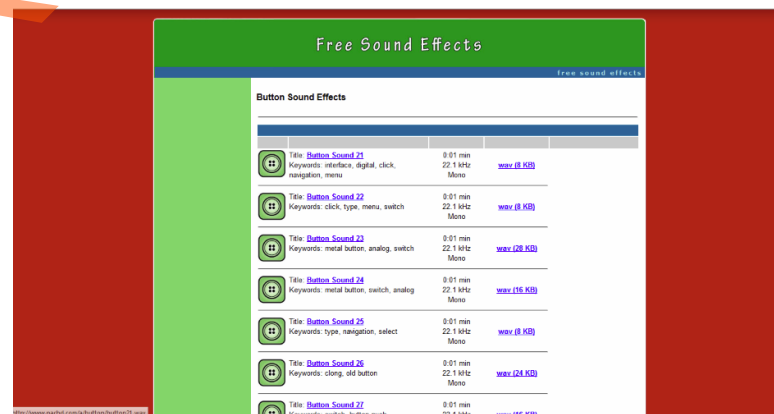 Free Sound Effects
free sound effects
Button Sound Effects
Title: Button Sound 21
Keywords: interface, digital, click,
navigation, menu
0:01 min
22.1 kHz
Mono
wav (8 KB)
Title: Button Sound 22
Keywords: click, type, menu, switch
0:01 min
22.1 kHz
Mono
wav (8 KB)
Title: Button Sound 23
Keywords: metal button, analog, switch
0:01 min
22.1 kHz
Mono
wav (28 KB)
Title: Button Sound 24
Keywords: metal button, switch, analog
0:01 min
22.1 kHz
Mono
wav (16 KB)
Title: Button Sound 25
Keywords: type, navigation, select
0:01 min
22.1 kHz
Mono
wav (8 KB)
Title: Button Sound 26
Keywords: clong, old button
0:01 min
22.1 kHz
Mono
wav (24 KB)
Title: Button Sound 27
0:01 min